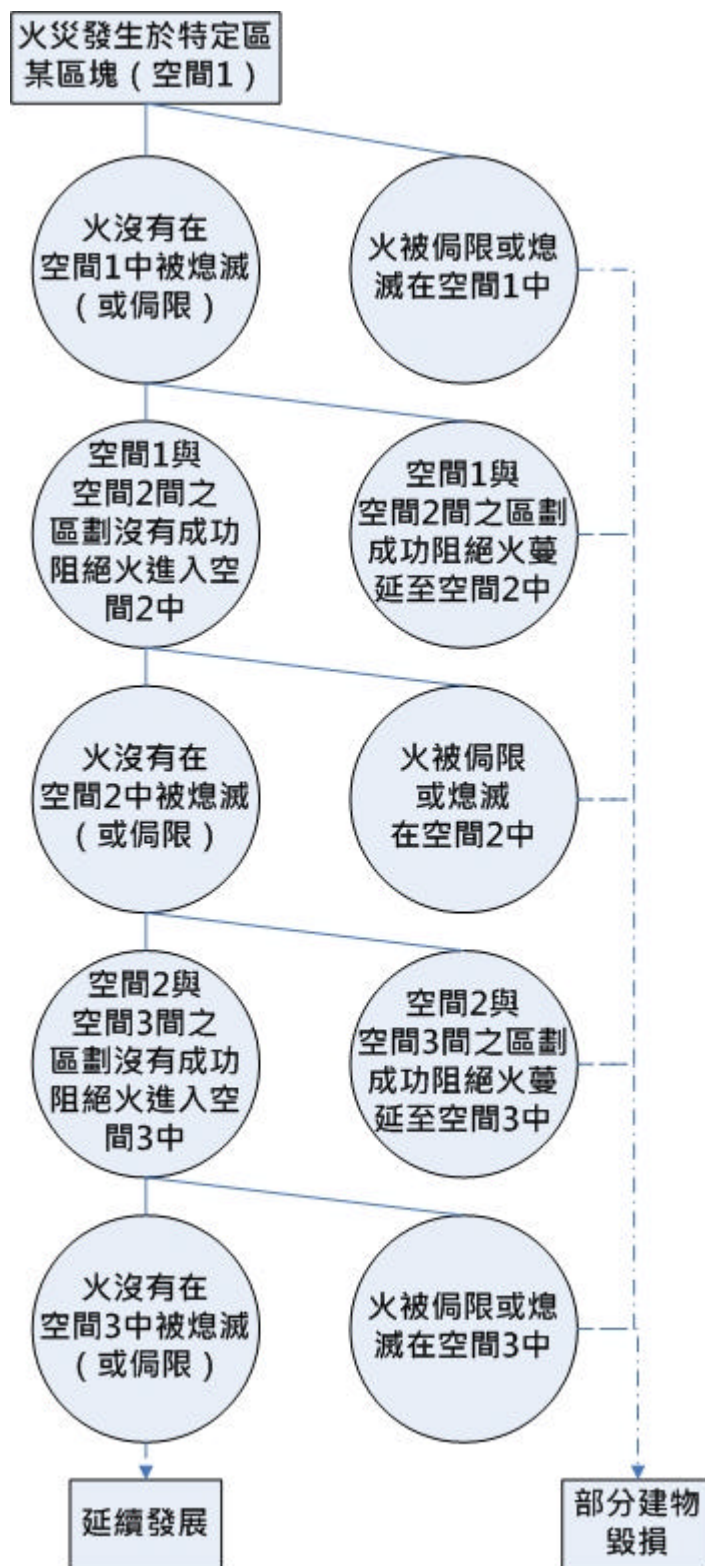 火災發生於特定區
某區塊（空間1）
火沒有在
空間1中被熄滅
（或侷限）
火被侷限或熄
滅在空間1中
空間1與
空間2間之
區劃沒有成功
阻絕火進入空
間2中
空間1與
空間2間之區劃
成功阻絕火蔓
延至空間2中
火沒有在
空間2中被熄滅
（或侷限）
火被侷限
或熄滅
在空間2中
空間2與
空間3間之
區劃沒有成功
阻絕火進入空
間3中
空間2與
空間3間之區劃
成功阻絕火蔓
延至空間3中
火沒有在
空間3中被熄滅
（或侷限）
火被侷限或熄
滅在空間3中
延續發展
部分建物
毀損